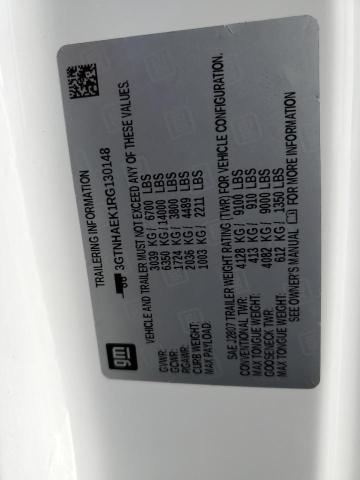 gm
TRAILERING INFORMATION
3GTNHAEK1RG130148
VEHICLE AND TRAILER MUST NOT EXCEED ANY OF THESE VALUES.
GVWR: 3039 KG/ 6700 LBS
GCWR: 6350 KG/ 14000 LBS
RGAWR: 1724 KG/ 3800 LBS
CURB WEIGHT: 2036 KG/ 4489 LBS
MAX PAYLOAD: 1003 KG/ 2211 LBS
SAE J2807 TRAILER WEIGHT RATING (TWR) FOR VEHICLE CONFIGURATION.
CONVENTIONAL TWR: 4128 KG/ 9100 LBS
MAX TONGUE WEIGHT: 413 KG/ 910 LBS
GOOSENECK TWR: 4082 KG/ 9000 LBS
MAX TONGUE WEIGHT: 612 KG/ 1350 LBS
SEE OWNER'S MANUAL FOR MORE INFORMATION